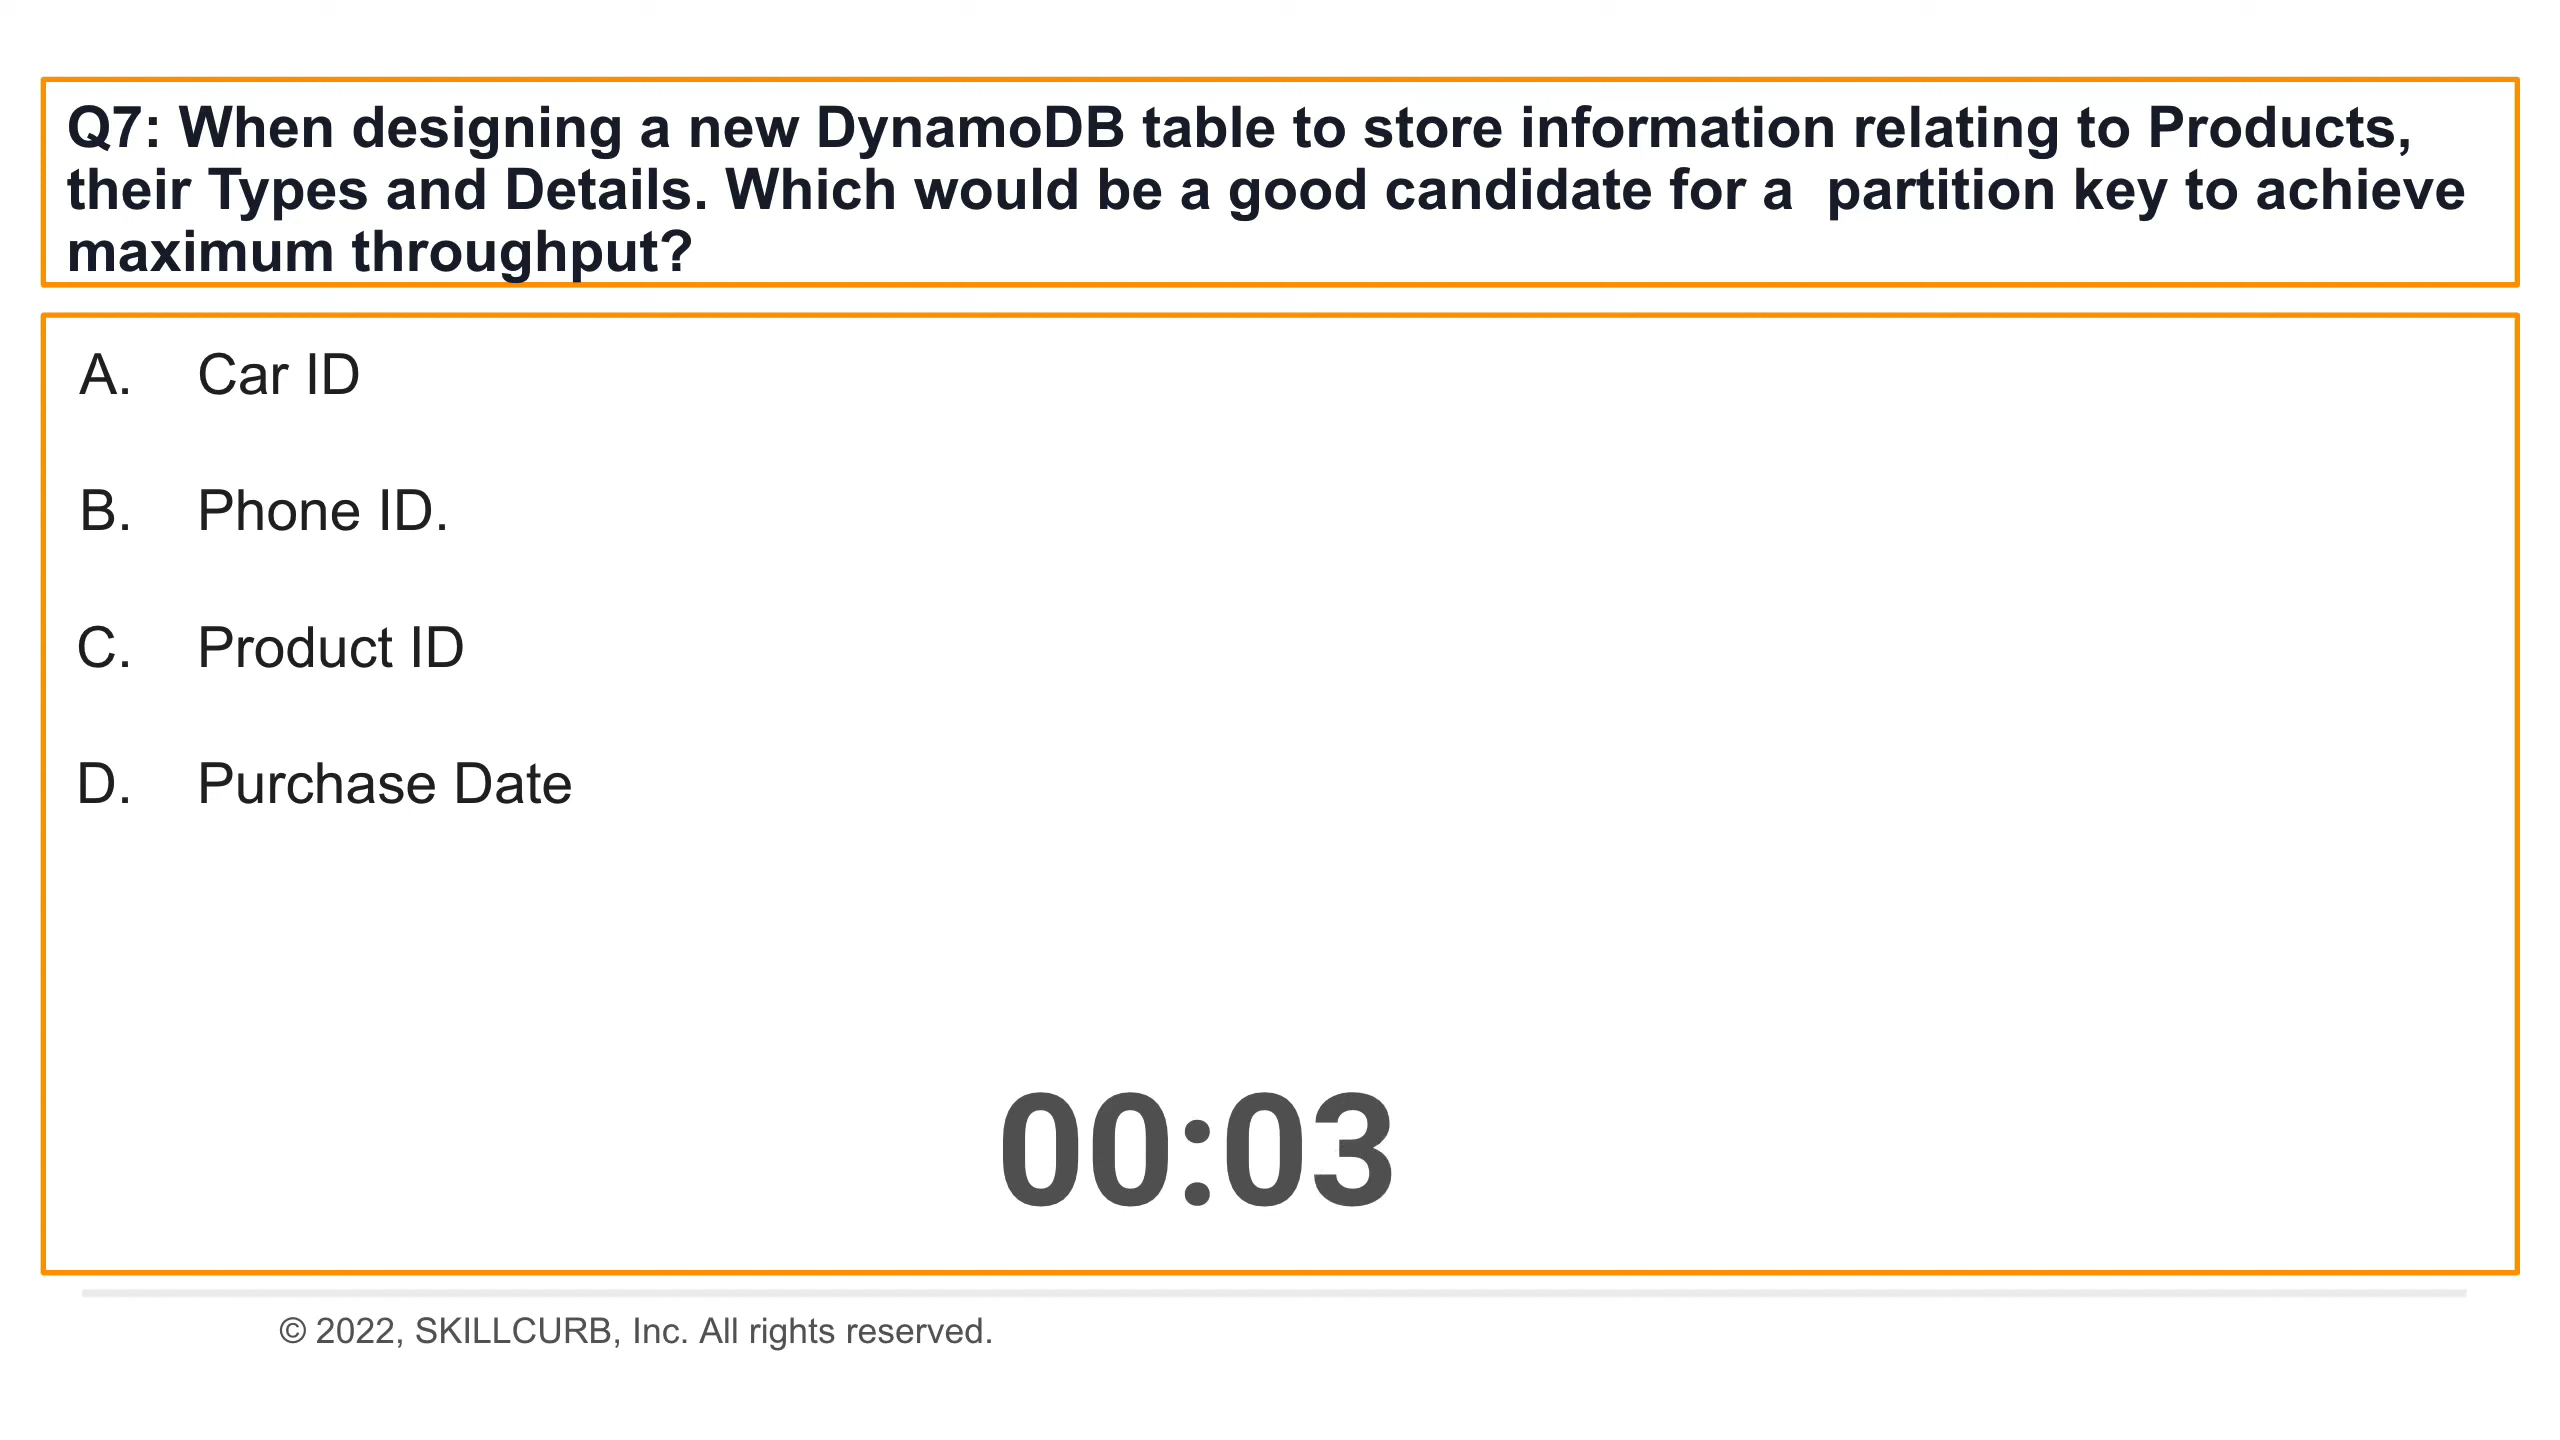 Q7: When designing a new DynamoDB table to store information relating to Products,
their Types and Details. Which would be a good candidate for a  partition key to achieve
maximum throughput?
A. Car ID
B. Phone ID.
C. Product ID
D. Purchase Date
00:03
© 2022, SKILLCURB, Inc. All rights reserved.